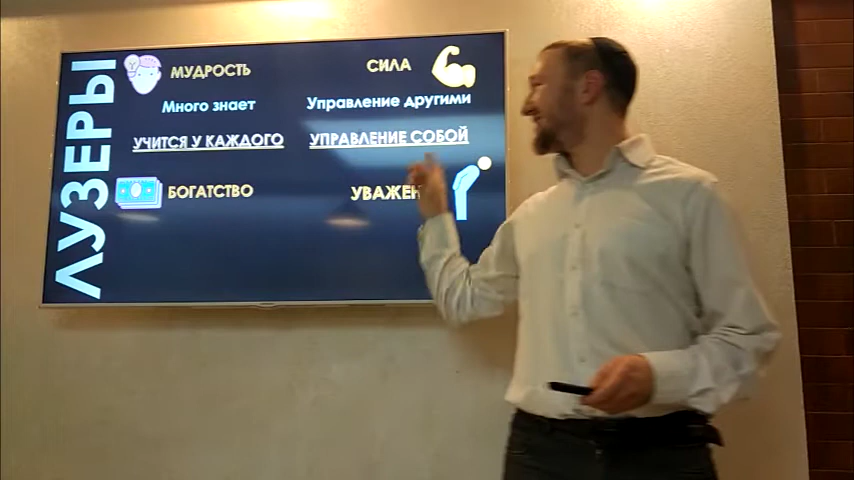 ЛУЗЕРЫ
МУДРОСТЬ
Много знает
УЧИТСЯ У КАЖДОГО
СИЛА
Управление другими
УПРАВЛЕНИЕ СОБОЙ
БОГАТСТВО